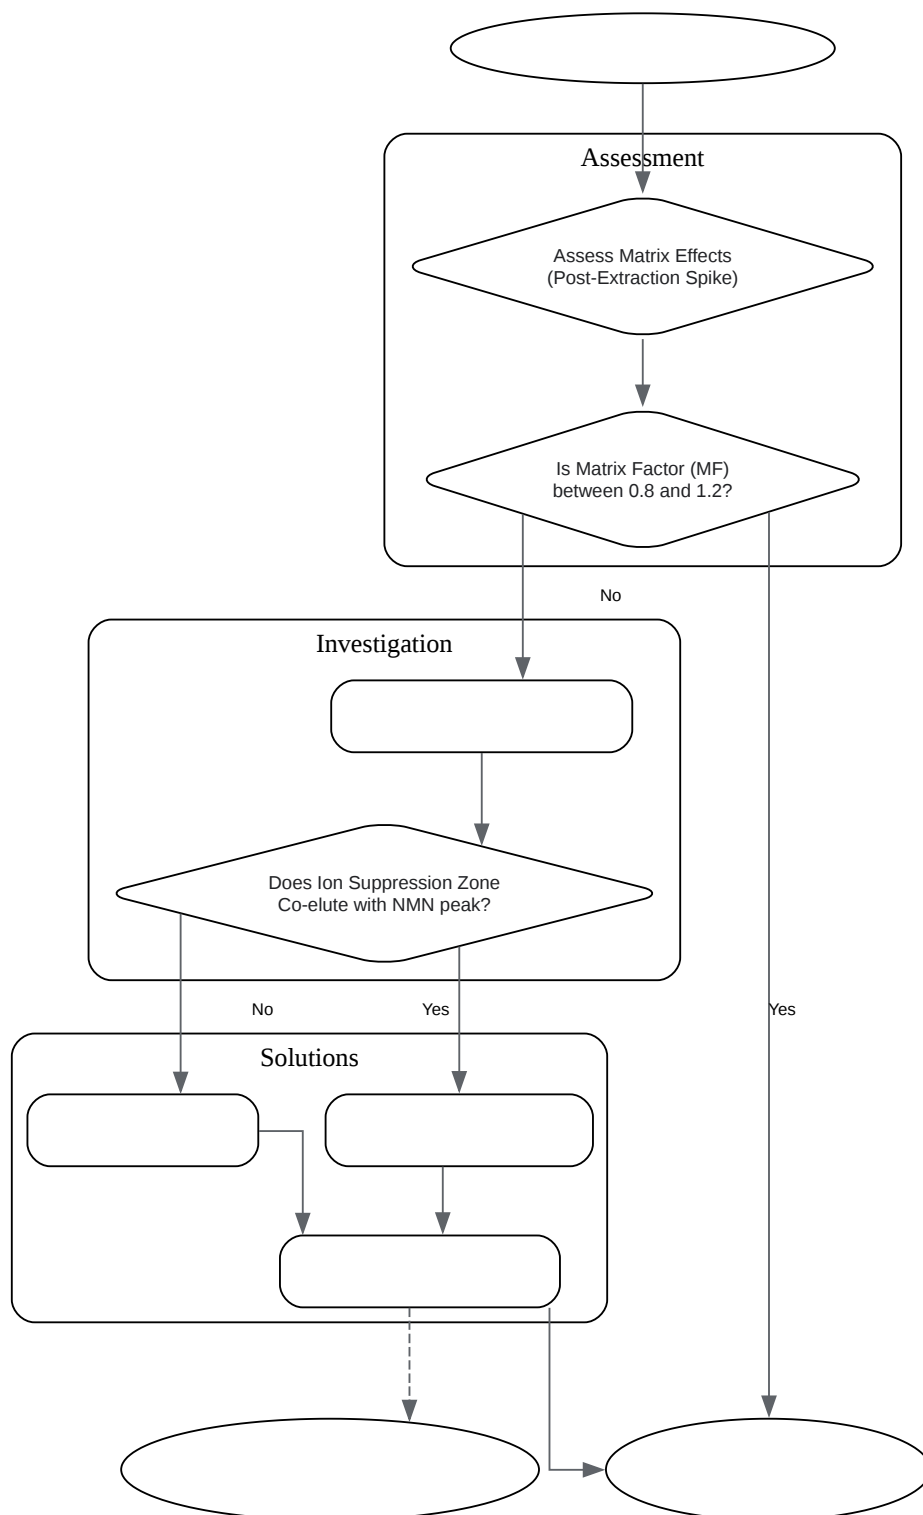 Assessment
Assess Matrix Effects
(Post-Extraction Spike)
Is Matrix Factor (MF)
between 0.8 and 1.2?
No
Investigation
Does Ion Suppression Zone
Co-elute with NMN peak?
No
Yes
Yes
Solutions